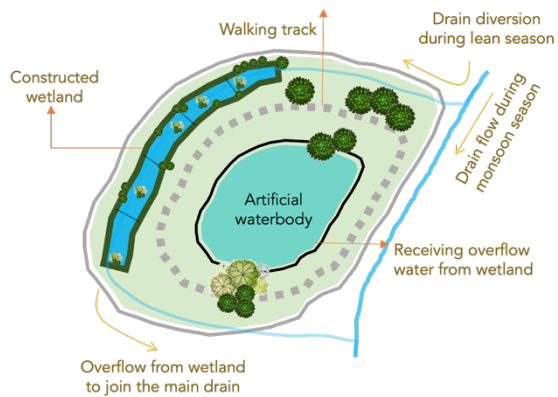 Walking track
Drain diversion
during lean season
Constructed
wetland
Drain flow during
monsoon season
Artificial
waterbody
Receiving overflow
water from wetland
Overflow from wetland
to join the main drain